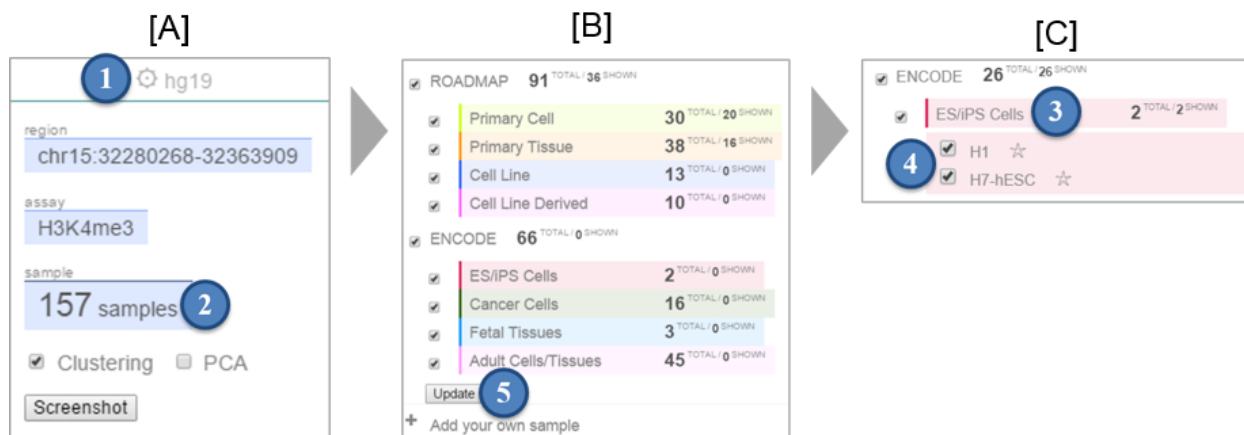 [A]
1 hg19
region
chr15:32280268-32363909
assay
H3K4me3
sample
157 samples 2
Clustering PCA
Screenshot
[B]
ROADMAP 91 TOTAL / 36 SHOWN
Primary Cell 30 TOTAL / 20 SHOWN
Primary Tissue 38 TOTAL / 16 SHOWN
Cell Line 13 TOTAL / 0 SHOWN
Cell Line Derived 10 TOTAL / 0 SHOWN
ENCODE 66 TOTAL / 0 SHOWN
ES/iPS Cells 2 TOTAL / 0 SHOWN
Cancer Cells 16 TOTAL / 0 SHOWN
Fetal Tissues 3 TOTAL / 0 SHOWN
Adult Cells/Tissues 45 TOTAL / 0 SHOWN
Update 5
+ Add your own sample
[C]
ENCODE 26 TOTAL / 26 SHOWN
ES/iPS Cells 3 2 TOTAL / 2 SHOWN
4
H1 ☆
H7-hESC ☆